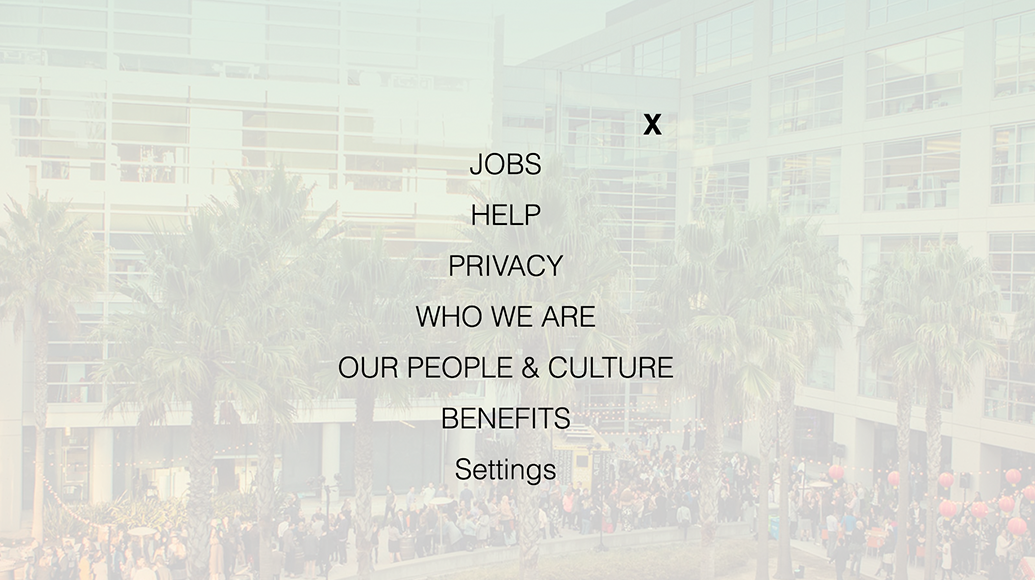 X
JOBS
HELP
PRIVACY
WHO WE ARE
OUR PEOPLE & CULTURE
BENEFITS
Settings